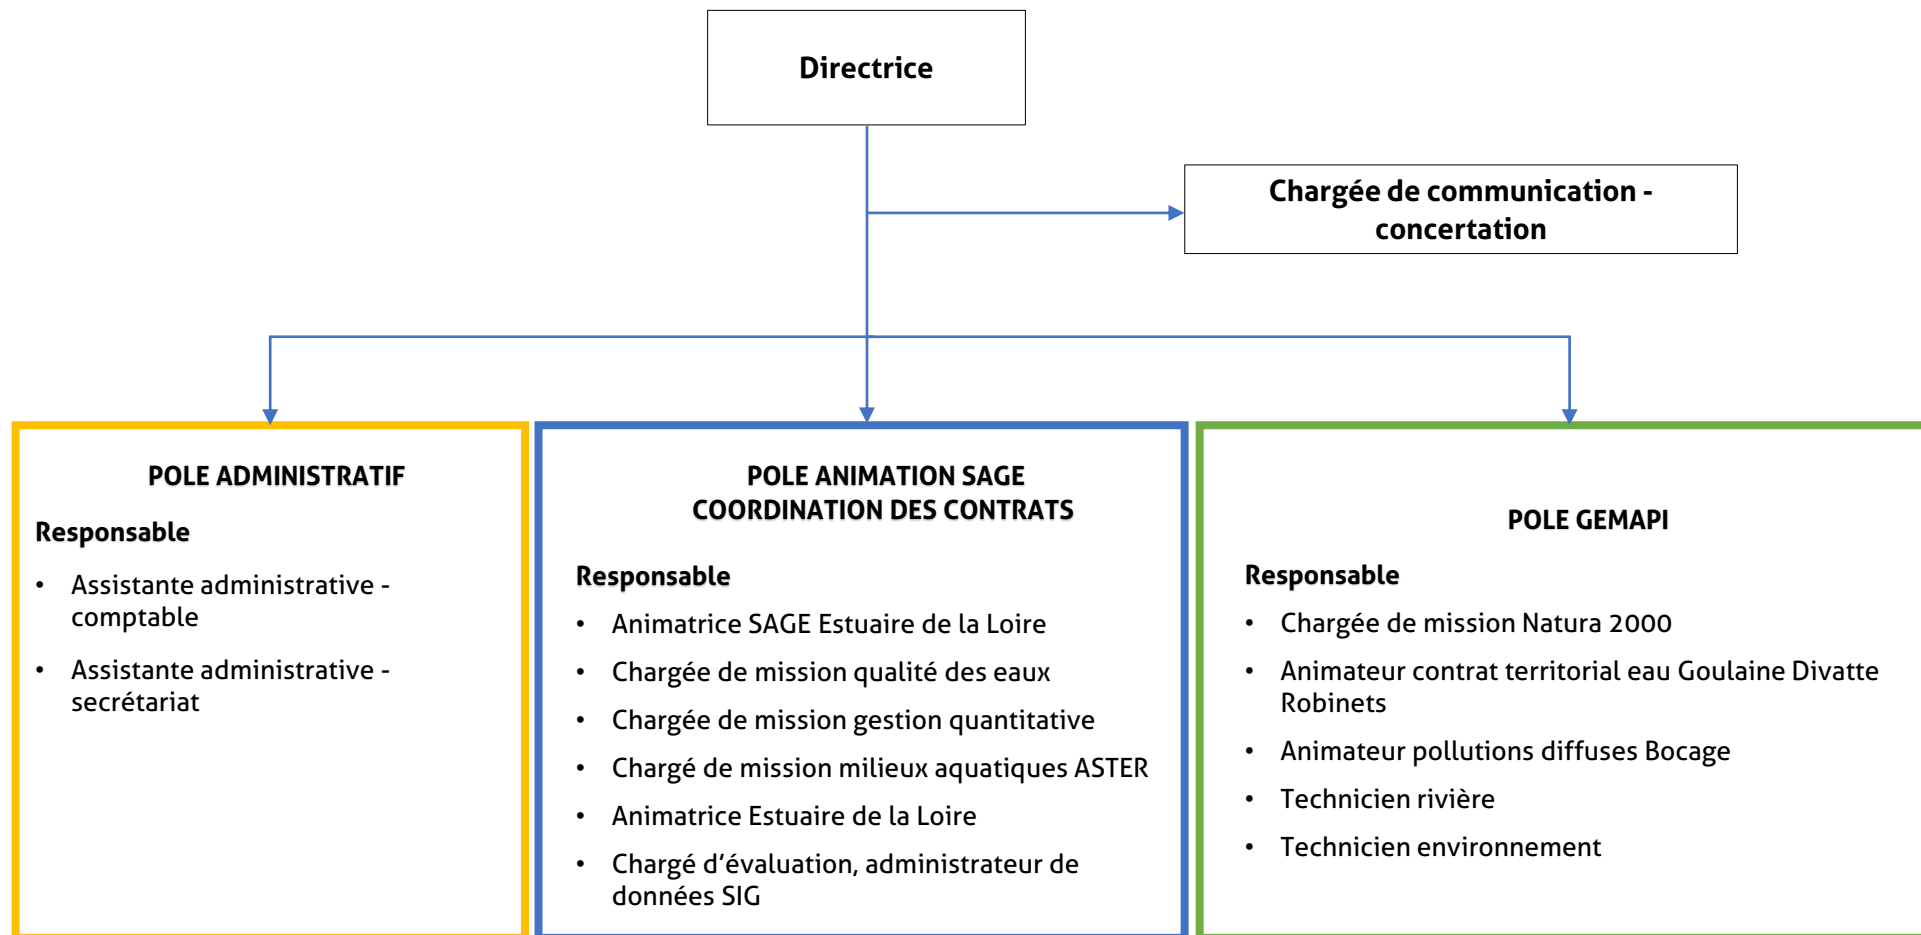 Directrice
Chargée de communication -
concertation
POLE ADMINISTRATIF
Responsable
• Assistante administrative -
comptable
• Assistante administrative -
secrétariat
POLE ANIMATION SAGE
COORDINATION DES CONTRATS
Responsable
• Animatrice SAGE Estuaire de la Loire
• Chargée de mission qualité des eaux
• Chargée de mission gestion quantitative
• Chargé de mission milieux aquatiques ASTER
• Animatrice Estuaire de la Loire
• Chargé d’évaluation, administrateur de
données SIG
POLE GEMAPI
Responsable
• Chargée de mission Natura 2000
• Animateur contrat territorial eau Goulaine Divatte
Robinets
• Animateur pollutions diffuses Bocage
• Technicien rivière
• Technicien environnement